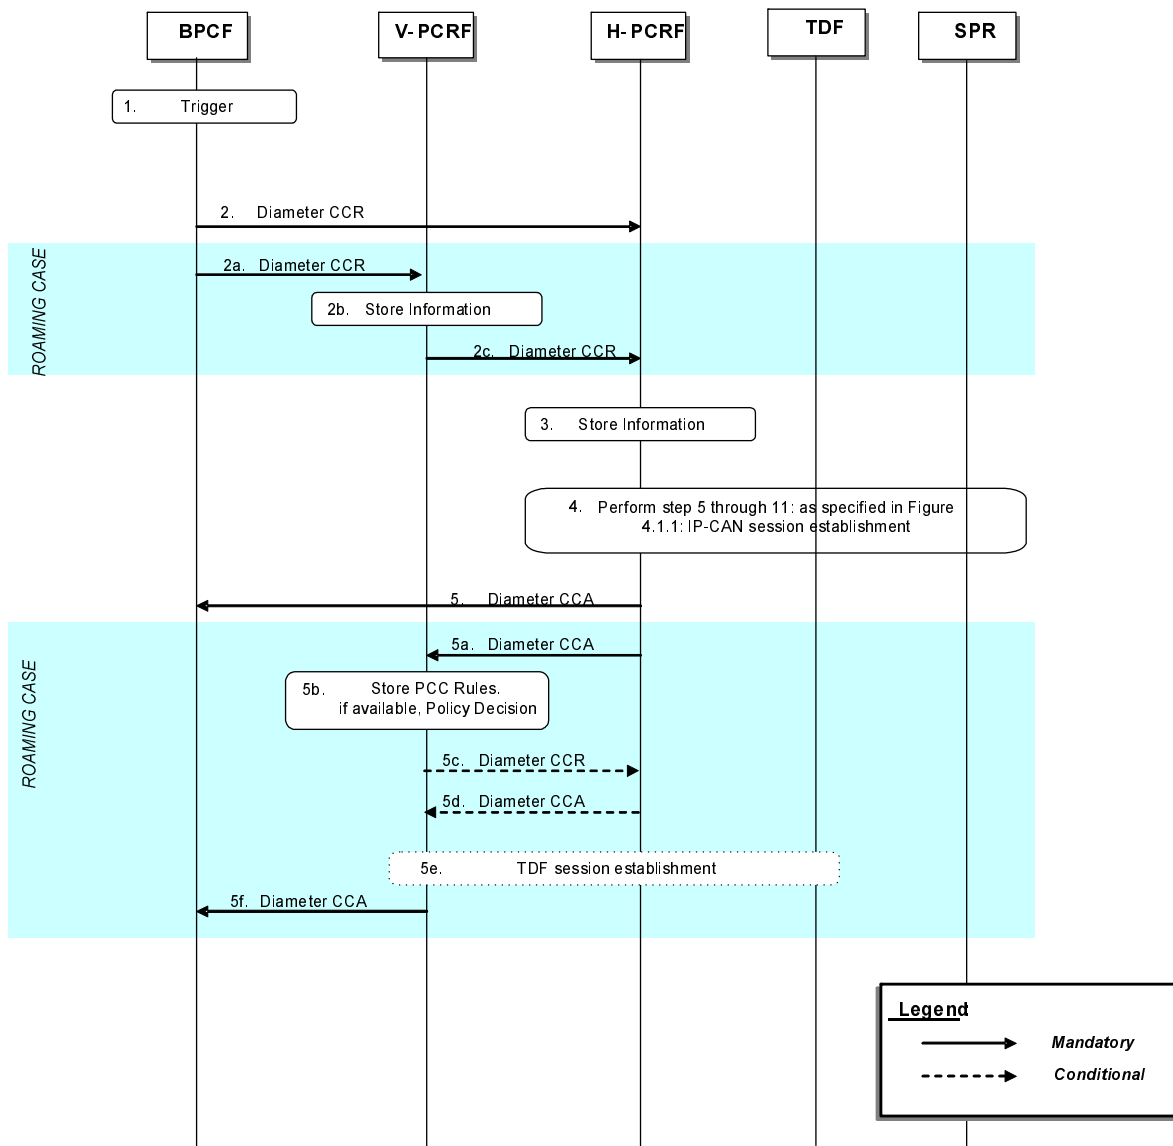 BPCF
V- PCRF
H- PCRF
TDF
SPR
1. Trigger
2. Diameter CCR
ROAMING CASE
2a. Diameter CCR
2b. Store Information
2c. Diameter CCR
3. Store Information
4. Perform step 5 through 11: as specified in Figure
4.1.1: IP-CAN session establishment
5. Diameter CCA
ROAMING CASE
5a. Diameter CCA
5b. Store PCC Rules.
if available, Policy Decision
5c. Diameter CCR
5d. Diameter CCA
5e. TDF session establishment
5f. Diameter CCA
Legend:
Mandatory
Conditional